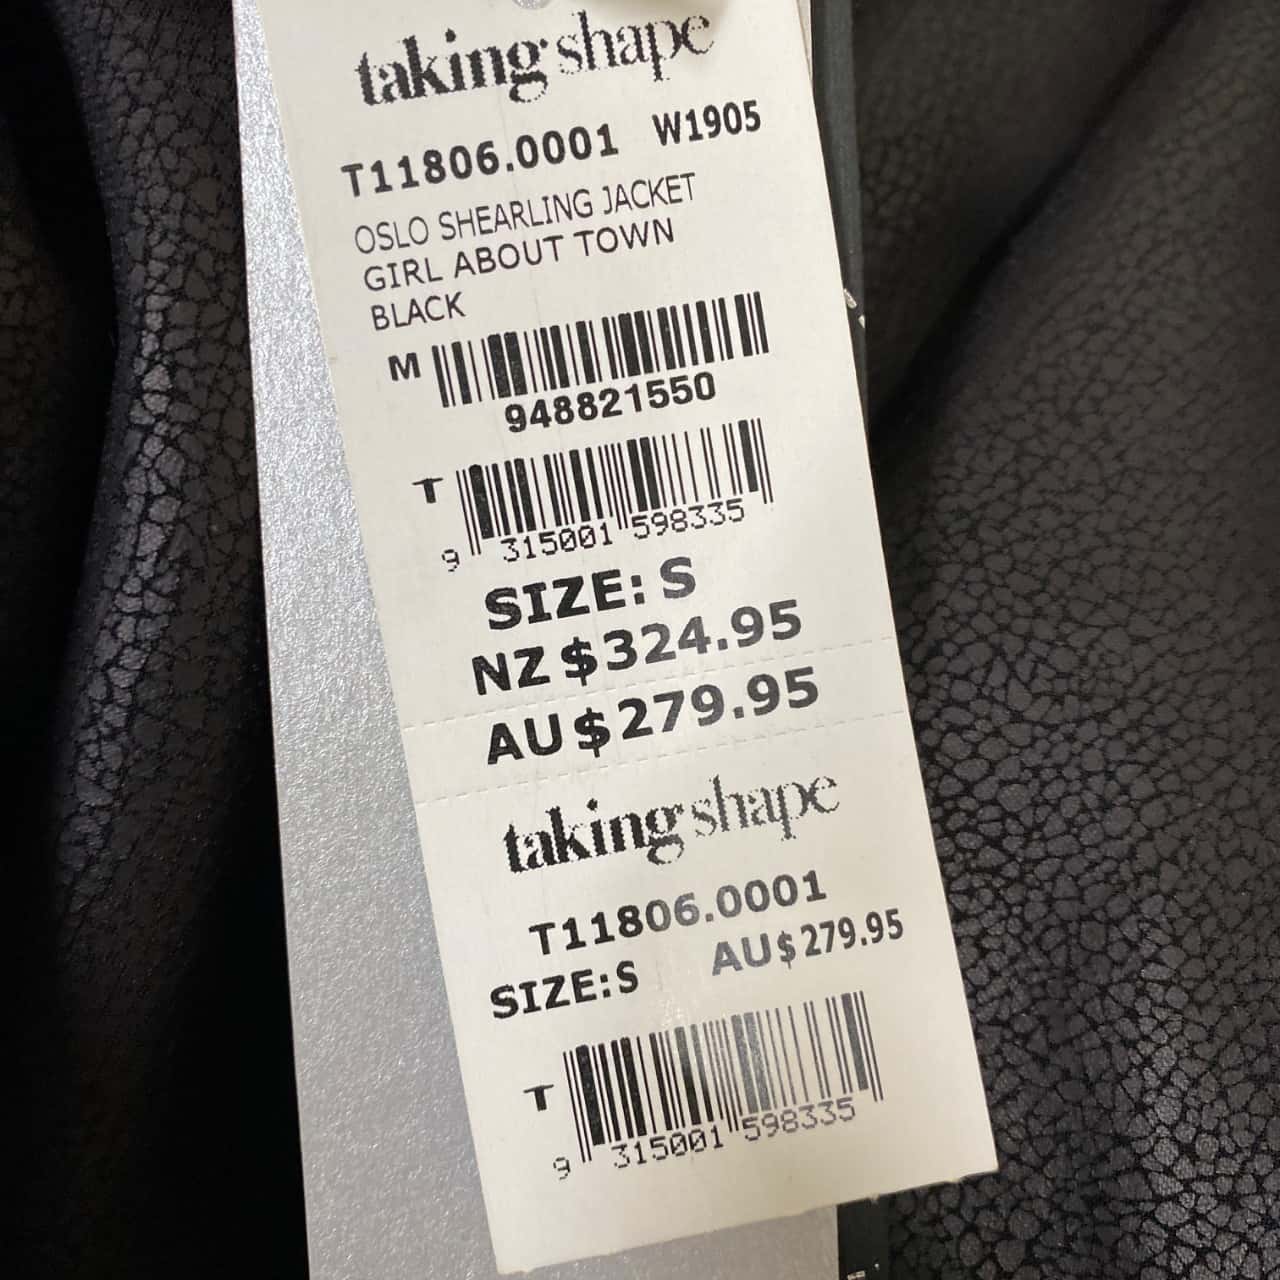 taking shape
T11806.0001 W1905
OSLO SHEARLING JACKET
GIRL ABOUT TOWN
BLACK
M
948821550
T
9 315001 598335
SIZE: S
NZ $324.95
AU $279.95
taking shape
T11806.0001
SIZE:S AU $279.95
T
9 315001 598335